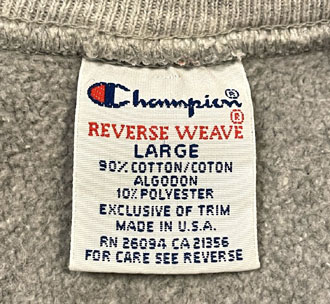 Champion®
REVERSE WEAVE®
LARGE
90% COTTON/COTON
ALGODON
10% POLYESTER
EXCLUSIVE OF TRIM
MADE IN U.S.A.
RN 26094 CA 21356
FOR CARE SEE REVERSE